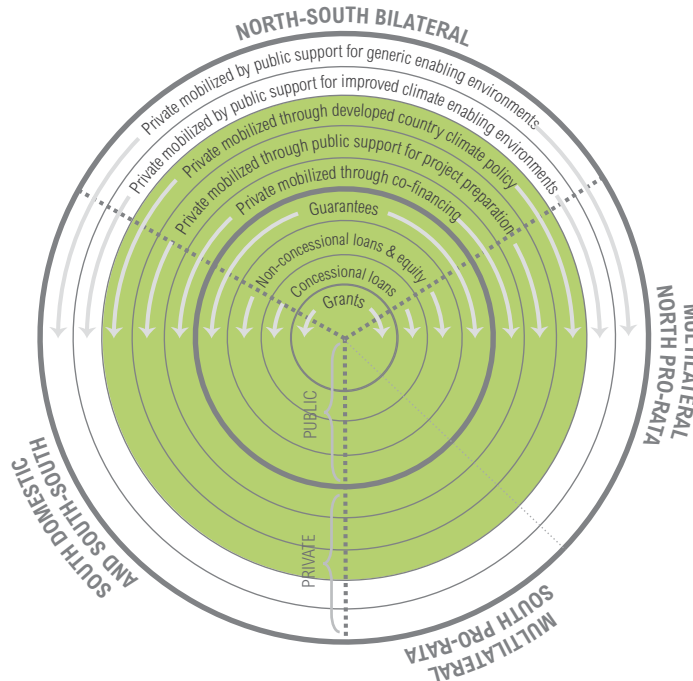 NORTH-SOUTH BILATERAL
Private mobilized by public support for generic enabling environments
Private mobilized by public support for improved climate enabling environments
Private mobilized through developed country climate policy
Private mobilized through public support for project preparation
Private mobilized through co-financing
Guarantees
Non-concessional loans & equity
Concessional loans
Grants
PUBLIC
PRIVATE
MULTILATERAL
NORTH PRO-RATA
MULTILATERAL
SOUTH PRO-RATA
SOUTH DOMESTIC
AND SOUTH-SOUTH